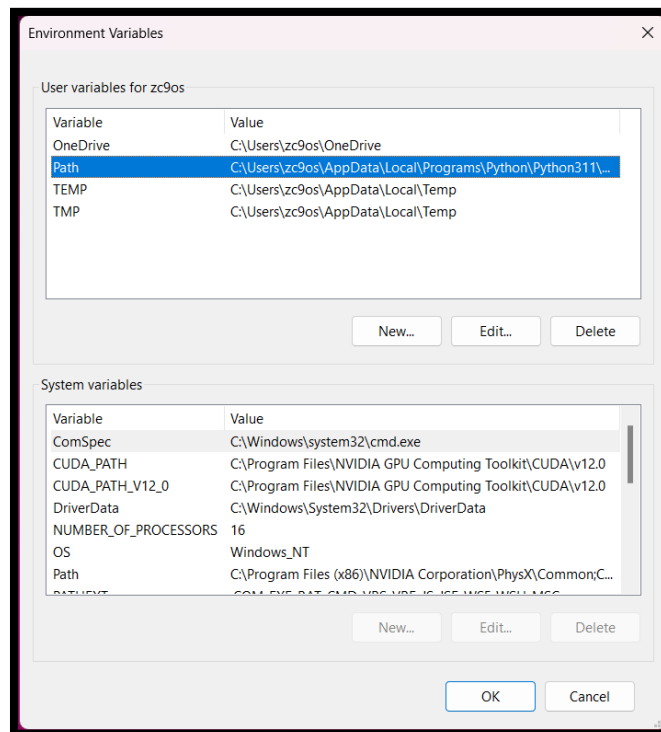 Environment Variables
User variables for zc9os
Variable Value
OneDrive C:\Users\zc9os\OneDrive
Path C:\Users\zc9os\AppData\Local\Programs\Python\Python311\...
TEMP C:\Users\zc9os\AppData\Local\Temp
TMP C:\Users\zc9os\AppData\Local\Temp
New... Edit... Delete
System variables
Variable Value
ComSpec C:\Windows\system32\cmd.exe
CUDA_PATH C:\Program Files\NVIDIA GPU Computing Toolkit\CUDA\v12.0
CUDA_PATH_V12_0 C:\Program Files\NVIDIA GPU Computing Toolkit\CUDA\v12.0
DriverData C:\Windows\System32\Drivers\DriverData
NUMBER_OF_PROCESSORS 16
OS Windows_NT
Path C:\Program Files (x86)\NVIDIA Corporation\PhysX\Common;C...
New... Edit... Delete
OK Cancel